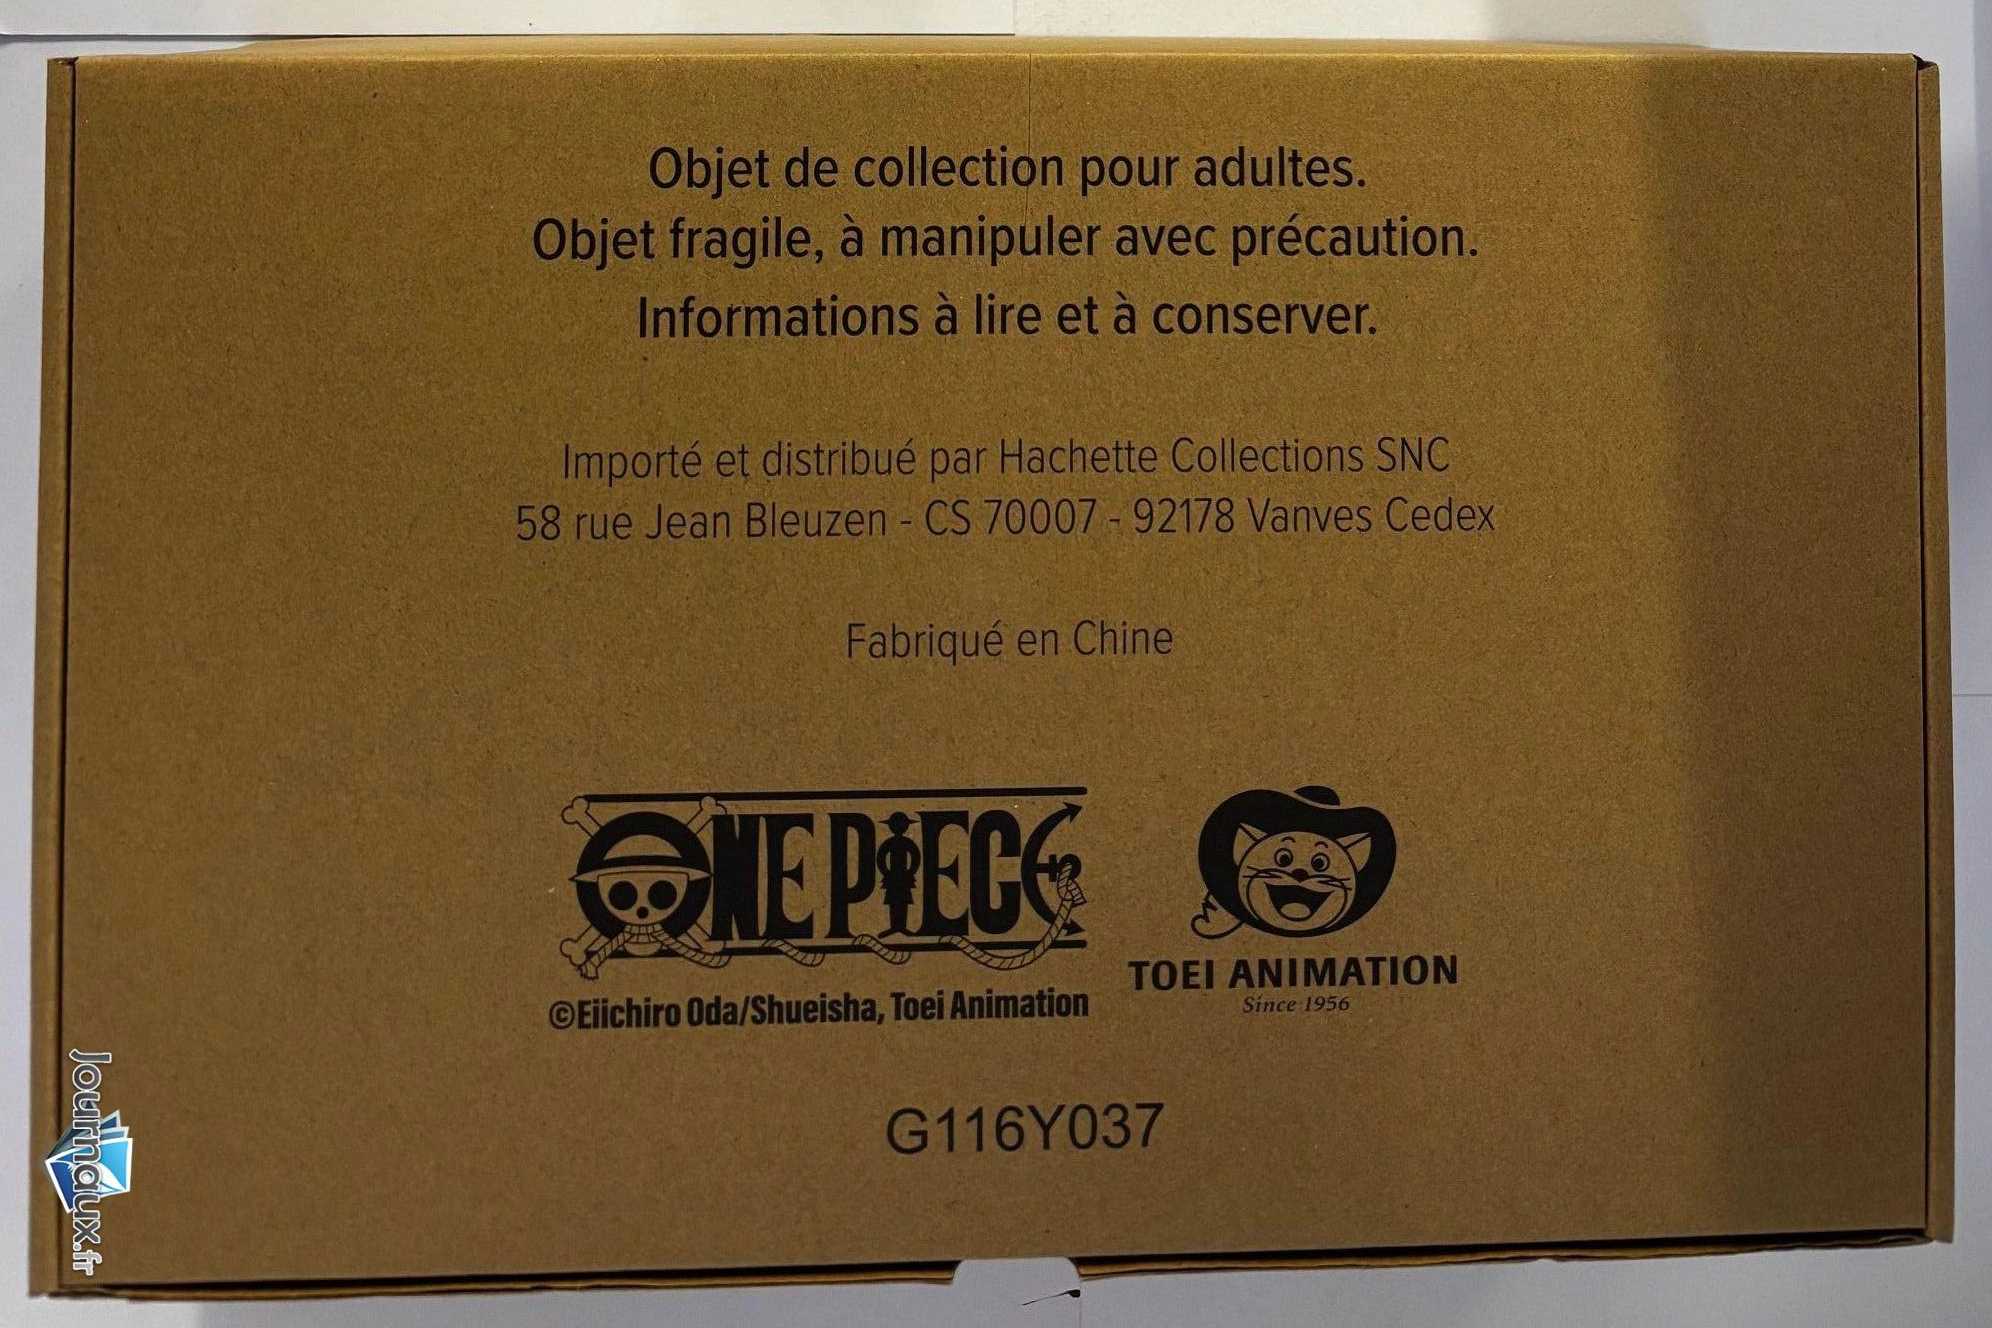 Objet de collection pour adultes.
Objet fragile, à manipuler avec précaution.
Informations à lire et à conserver.
Importé et distribué par Hachette Collections SNC
58 rue Jean Bleuzen - CS 70007 - 92178 Vanves Cedex
Fabriqué en Chine
ONE PIECE
©Eiichiro Oda/Shueisha, Toei Animation
TOEI ANIMATION
Since 1956
G116Y037
Journaux.fr